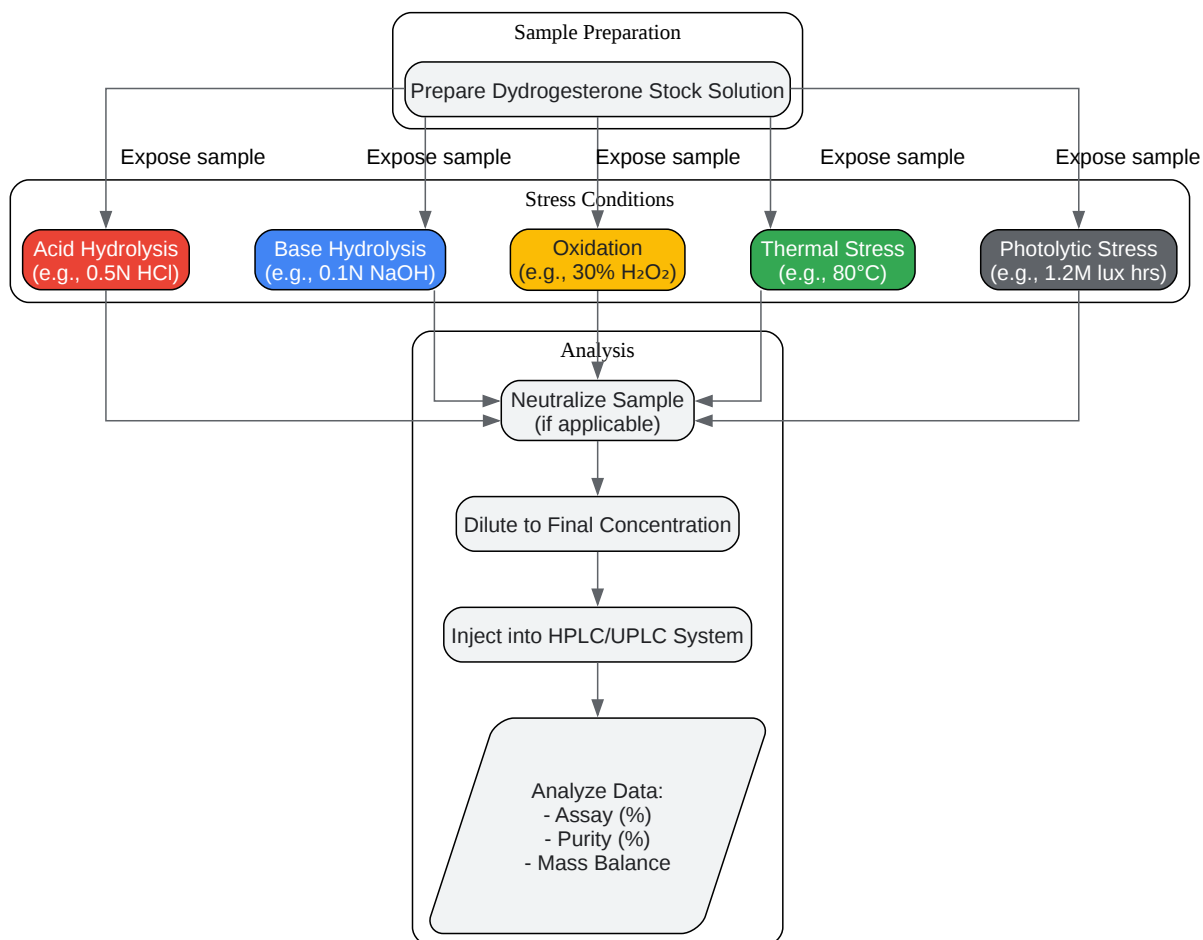 Sample Preparation
Prepare Dydrogesterone Stock Solution
Expose sample
Expose sample
Expose sample
Expose sample
Expose sample
Stress Conditions
Acid Hydrolysis
(e.g., 0.5N HCl)
Base Hydrolysis
(e.g., 0.1N NaOH)
Oxidation
(e.g., 30% H₂O₂)
Thermal Stress
(e.g., 80°C)
Photolytic Stress
(e.g., 1.2M lux hrs)
Analysis
Neutralize Sample
(if applicable)
Dilute to Final Concentration
Inject into HPLC/UPLC System
Analyze Data:
- Assay (%)
- Purity (%)
- Mass Balance